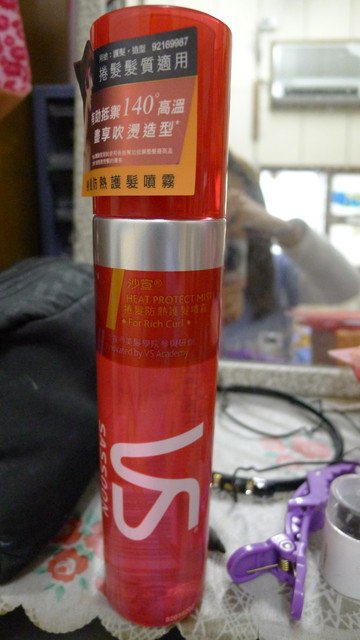 捲髮髮質適用
有助抵禦140°高溫
盡享吹燙造型*
防熱護髮噴霧
沙宣®
HEAT PROTECT MIST
捲髮防熱護髮噴霧
For Rich Curl
Created by VS Academy
VS
SASSOON